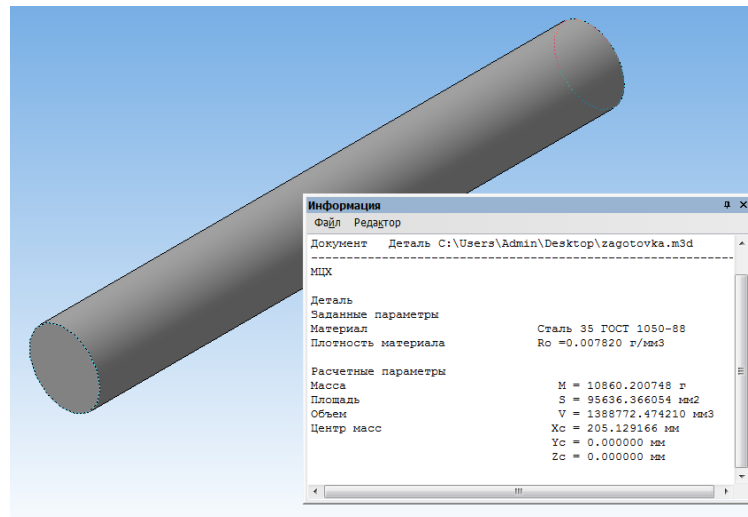 Информация
Файл Редактор
Документ Деталь C:\Users\Admin\Desktop\zagotovka.m3d
МЦХ
Деталь
Заданные параметры
Материал Сталь 35 ГОСТ 1050-88
Плотность материала Ro =0.007820 г/мм3
Расчетные параметры
Масса M = 10860.200748 г
Площадь S = 95636.366054 мм2
Объем V = 1388772.474210 мм3
Центр масс Xc = 205.129166 мм
Yc = 0.000000 мм
Zc = 0.000000 мм